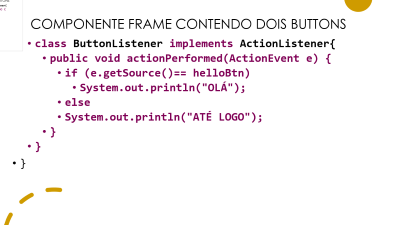 COMPONENTE FRAME CONTENDO DOIS BUTTONS
• class ButtonListener implements ActionListener{
• public void actionPerformed(ActionEvent e) {
• if (e.getSource()== helloBtn)
• System.out.println("OLÁ");
• else
• System.out.println("ATÉ LOGO");
• }
• }
• }